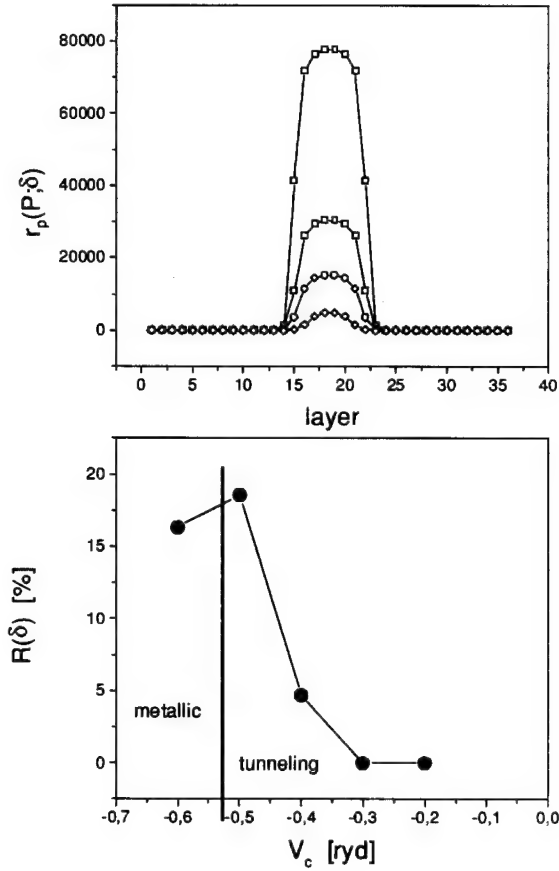 80000
60000
40000
20000
0
r_p(P;δ)
0 5 10 15 20 25 30 35 40
layer
20
15
10
5
0
R(δ) [%]
metallic
tunneling
-0,7 -0,6 -0,5 -0,4 -0,3 -0,2 -0,1 0,0
V_c [ryd]